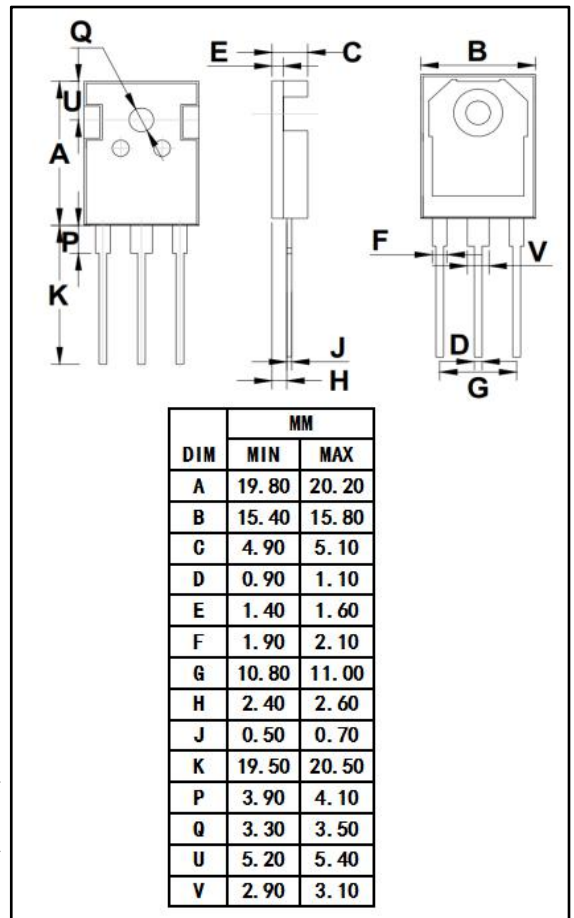 Q
E C
B
U
A
P
K
F V
J
D
H
G
MM
DIM MIN MAX
A 19.80 20.20
B 15.40 15.80
C 4.90 5.10
D 0.90 1.10
E 1.40 1.60
F 1.90 2.10
G 10.80 11.00
H 2.40 2.60
J 0.50 0.70
K 19.50 20.50
P 3.90 4.10
Q 3.30 3.50
U 5.20 5.40
V 2.90 3.10